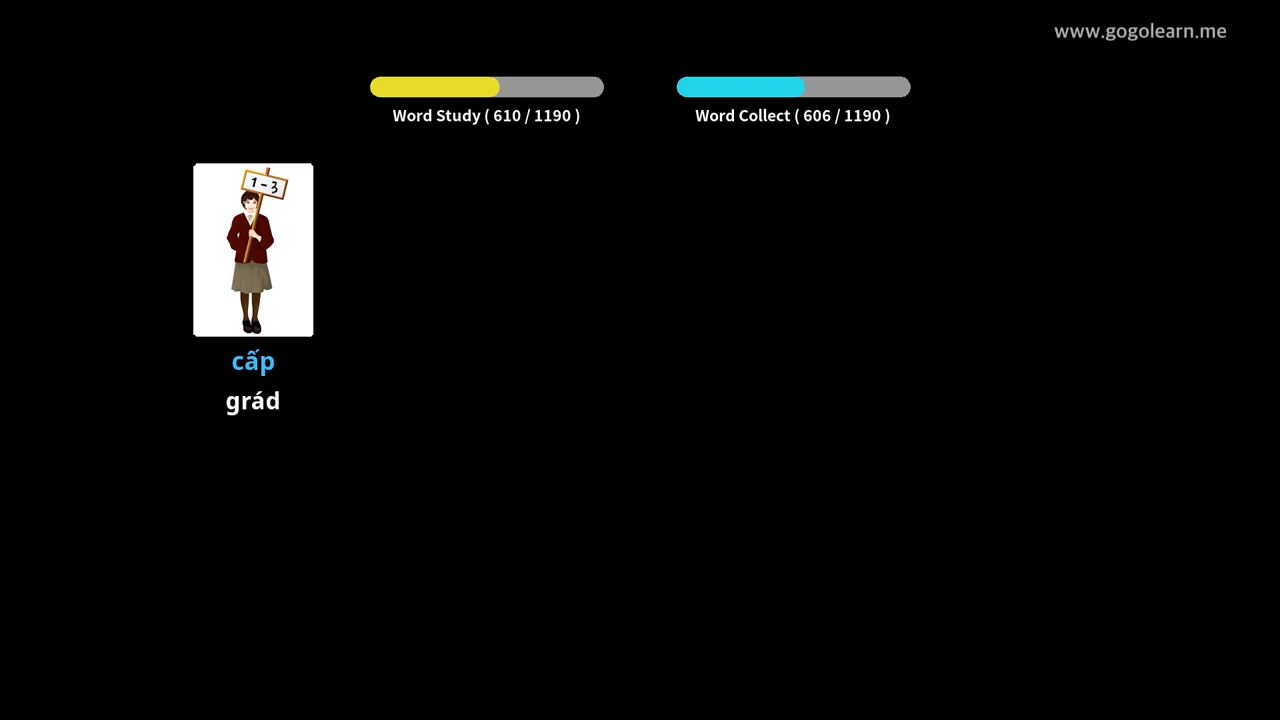 www.gogolearn.me
Word Study ( 610 / 1190 )
Word Collect ( 606 / 1190 )
1 - 3
cấp
grád